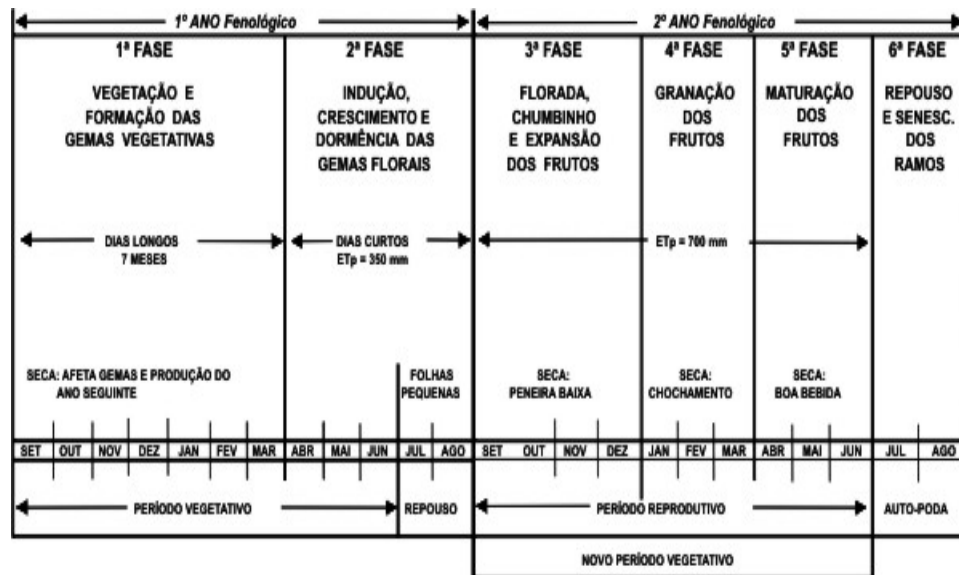 1º ANO Fenológico
2º ANO Fenológico
1ª FASE
2ª FASE
3ª FASE
4ª FASE
5ª FASE
6ª FASE
VEGETAÇÃO E
FORMAÇÃO DAS
GEMAS VEGETATIVAS
INDUÇÃO,
CRESCIMENTO E
DORMÊNCIA DAS
GEMAS FLORAIS
FLORADA,
CHUMBINHO
E EXPANSÃO
DOS FRUTOS
GRANAÇÃO
DOS
FRUTOS
MATURAÇÃO
DOS
FRUTOS
REPOUSO
E SENESC.
DOS
RAMOS
DIAS LONGOS
7 MESES
DIAS CURTOS
ETp = 350 mm
ETp = 700 mm
SECA: AFETA GEMAS E PRODUÇÃO DO
ANO SEGUINTE
FOLHAS
PEQUENAS
SECA:
PENEIRA BAIXA
SECA:
CHOCHAMENTO
SECA:
BOA BEBIDA
SET OUT NOV DEZ JAN FEV MAR ABR MAI JUN JUL AGO SET OUT NOV DEZ JAN FEV MAR ABR MAI JUN JUL AGO
PERÍODO VEGETATIVO
REPOUSO
PERÍODO REPRODUTIVO
AUTO-PODA
NOVO PERÍODO VEGETATIVO